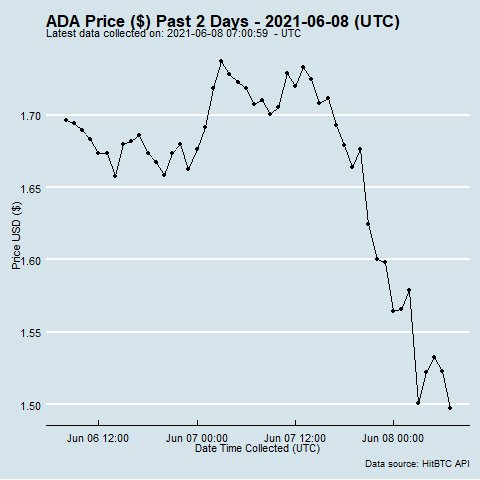 ADA Price ($) Past 2 Days - 2021-06-08 (UTC)
Latest data collected on: 2021-06-08 07:00:59 - UTC
Price USD ($)
1.70
1.65
1.60
1.55
1.50
Jun 06 12:00
Jun 07 00:00
Jun 07 12:00
Jun 08 00:00
Date Time Collected (UTC)
Data source: HitBTC API